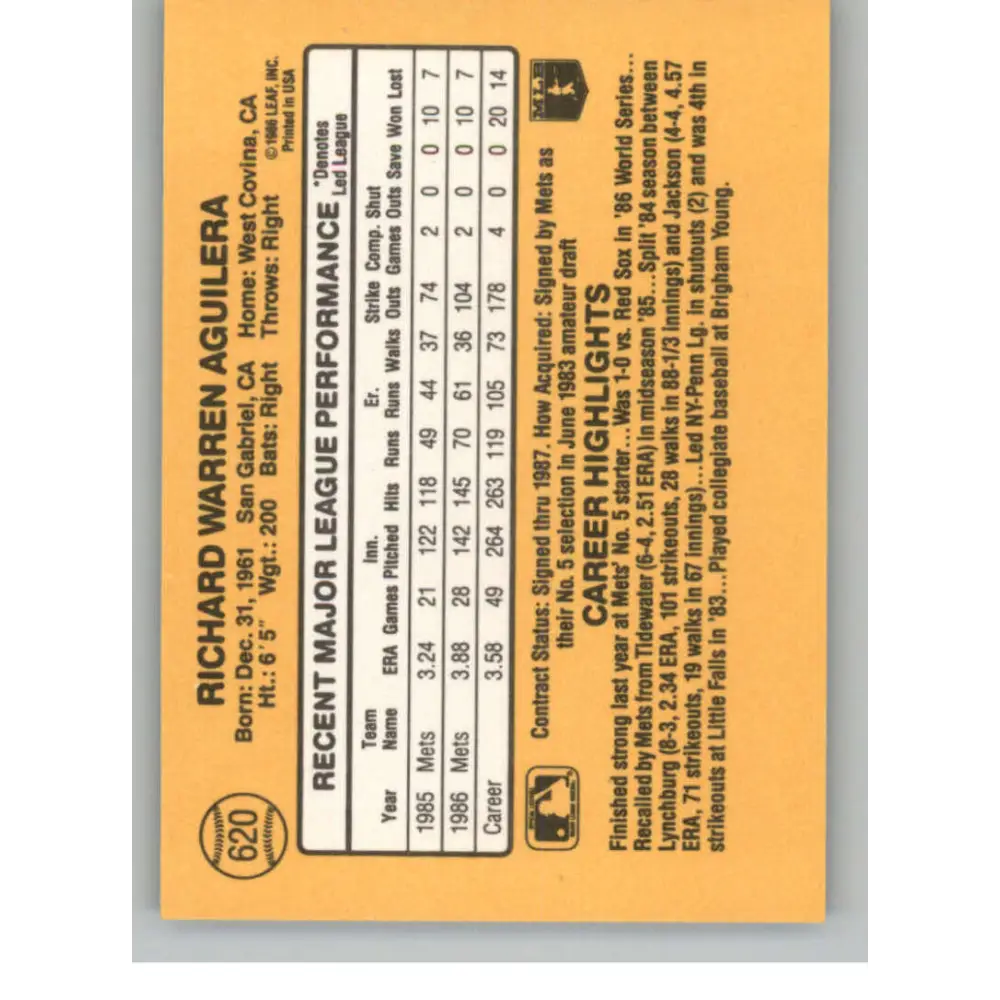 620
RICHARD WARREN AGUILERA
Born: Dec. 31, 1961 San Gabriel, CA Home: West Covina, CA
Ht.: 6'5" Wgt.: 200 Bats: Right Throws: Right
© 1986 LEAF, INC.
Printed in USA
RECENT MAJOR LEAGUE PERFORMANCE *Denotes Led League
Year Team Name ERA Games Inn. Pitched Hits Runs Er. Runs Walks Strike Outs Comp. Games Shut Outs Save Won Lost
1985 Mets 3.24 21 122 118 49 44 37 74 2 0 0 10 7
1986 Mets 3.88 28 142 145 70 61 36 104 2 0 0 10 7
Career 3.58 49 264 263 119 105 73 178 4 0 0 20 14
Contract Status: Signed thru 1987. How Acquired: Signed by Mets as
their No. 5 selection in June 1983 amateur draft
MLB
CAREER HIGHLIGHTS
Finished strong last year at Mets' No. 5 starter...Was 1-0 vs. Red Sox in '86 World Series...
Recalled by Mets from Tidewater (6-4, 2.51 ERA) in midseason '85...Split '84 season between
Lynchburg (8-3, 2.34 ERA, 101 strikeouts, 28 walks in 88-1/3 innings) and Jackson (4-4, 4.57
ERA, 71 strikeouts, 19 walks in 67 innings)...Led NY-Penn Lg. in shutouts (2) and was 4th in
strikeouts at Little Falls in '83...Played collegiate baseball at Brigham Young.